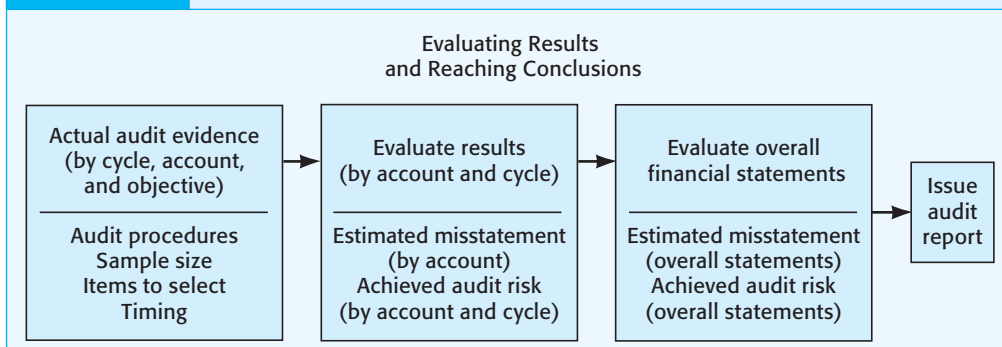 Evaluating Results
and Reaching Conclusions
Actual audit evidence
(by cycle, account,
and objective)
Audit procedures
Sample size
Items to select
Timing
Evaluate results
(by account and cycle)
Estimated misstatement
(by account)
Achieved audit risk
(by account and cycle)
Evaluate overall
financial statements
Estimated misstatement
(overall statements)
Achieved audit risk
(overall statements)
Issue
audit
report